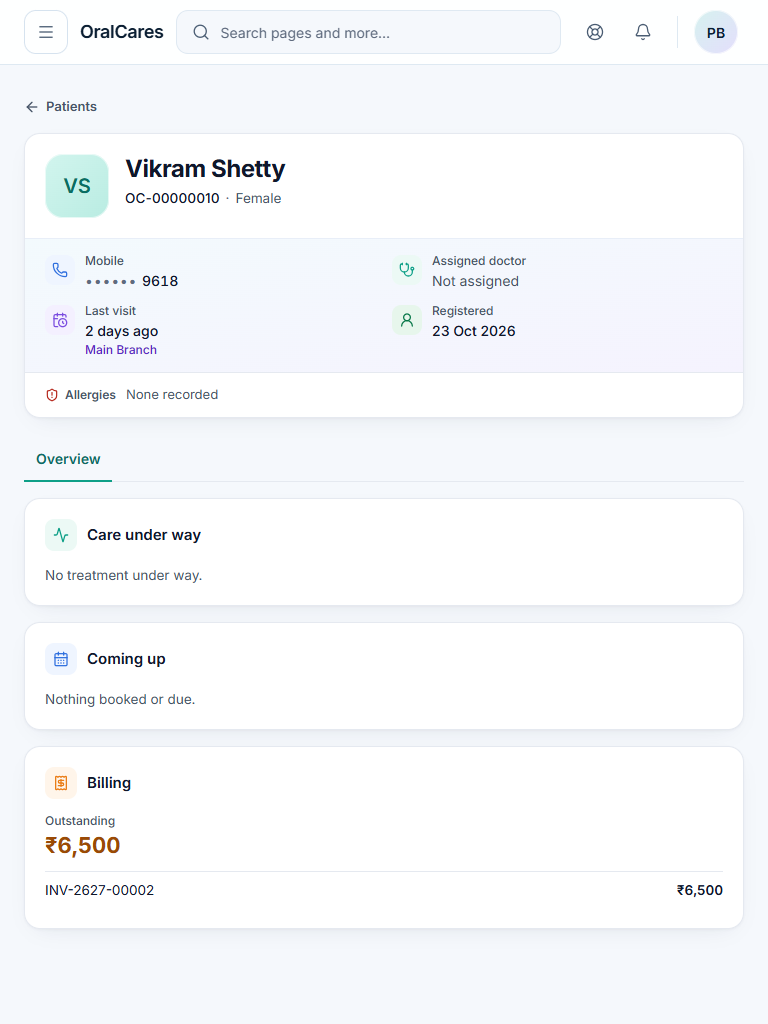 OralCares
Search pages and more...
PB
Patients
VS
Vikram Shetty
OC-00000010 · Female
Mobile
•••••• 9618
Assigned doctor
Not assigned
Last visit
2 days ago
Main Branch
Registered
23 Oct 2026
Allergies None recorded
Overview
Care under way
No treatment under way.
Coming up
Nothing booked or due.
Billing
Outstanding
₹6,500
INV-2627-00002 ₹6,500